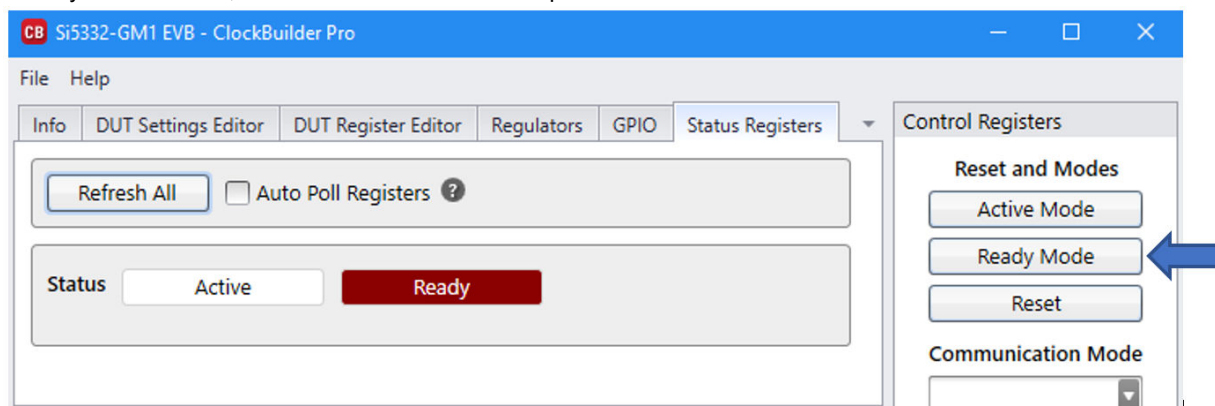 CB Si5332-GM1 EVB - ClockBuilder Pro
File Help
Info DUT Settings Editor DUT Register Editor Regulators GPIO Status Registers
Control Registers
Refresh All Auto Poll Registers ?
Reset and Modes
Active Mode
Ready Mode
Reset
Status Active Ready
Communication Mode